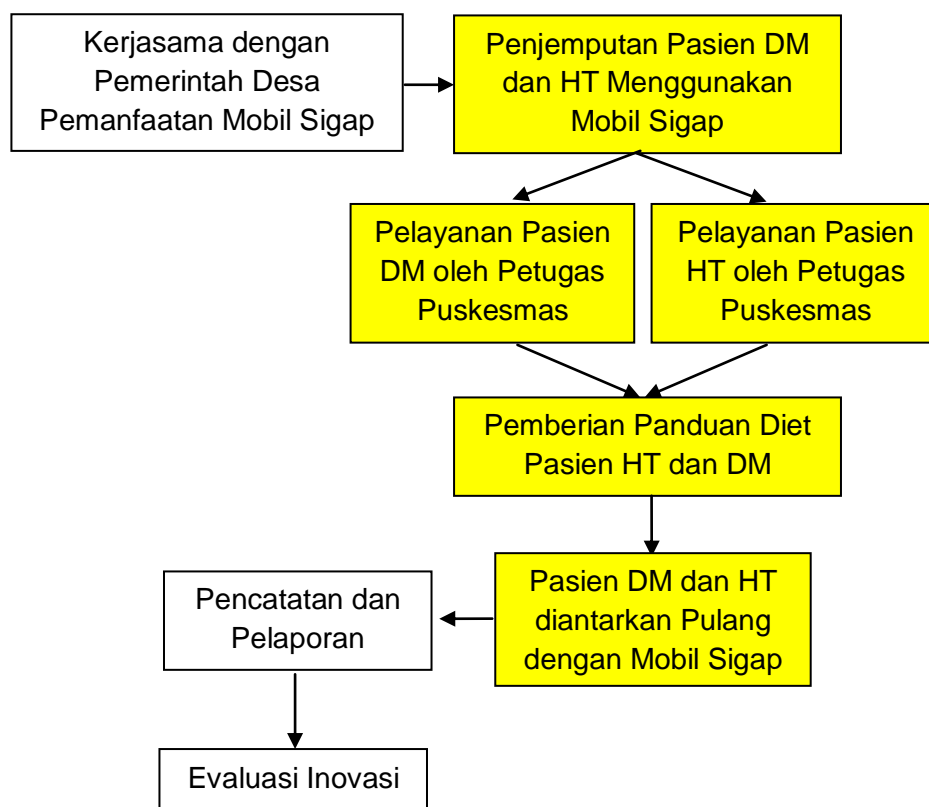 Kerjasama dengan
Pemerintah Desa
Pemanfaatan Mobil Sigap
Penjemputan Pasien DM
dan HT Menggunakan
Mobil Sigap
Pelayanan Pasien
DM oleh Petugas
Puskesmas
Pelayanan Pasien
HT oleh Petugas
Puskesmas
Pemberian Panduan Diet
Pasien HT dan DM
Pasien DM dan HT
diantarkan Pulang
dengan Mobil Sigap
Pencatatan dan
Pelaporan
Evaluasi Inovasi